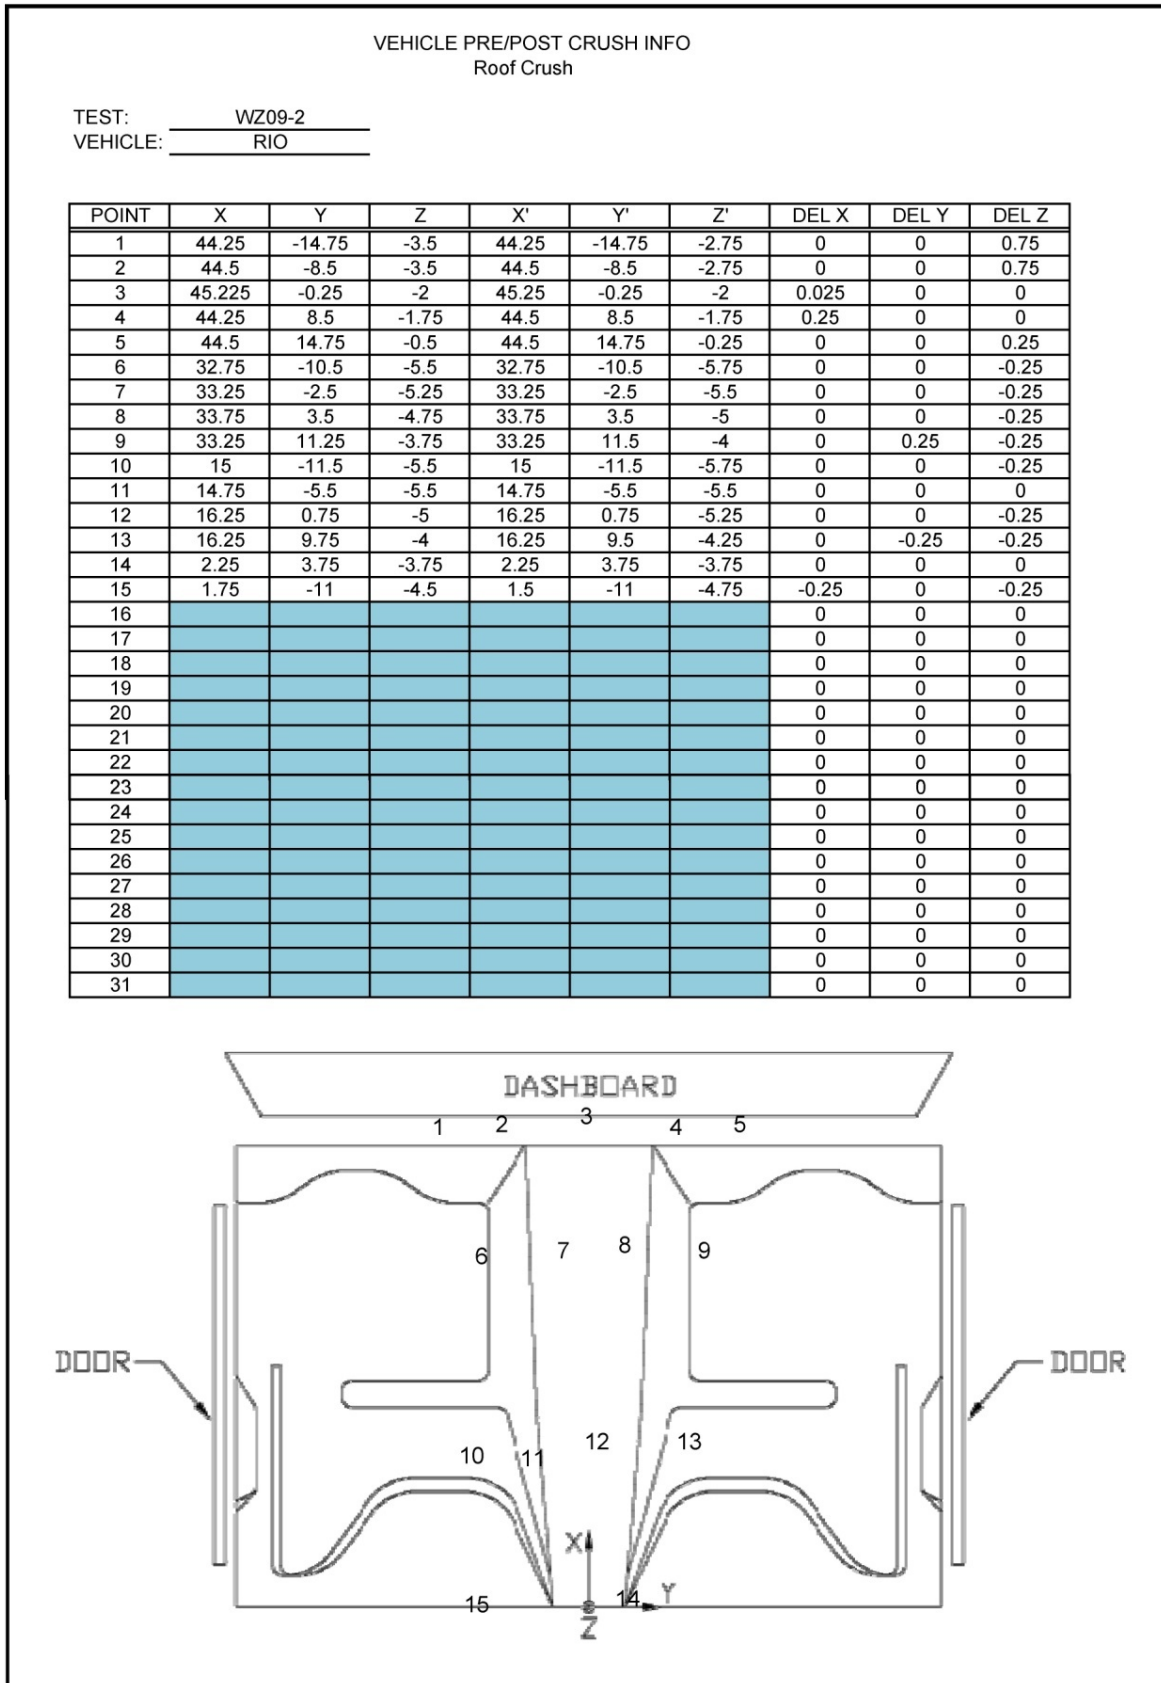 VEHICLE PRE/POST CRUSH INFO
Roof Crush
TEST: WZ09-2
VEHICLE: RIO
POINT X Y Z X' Y' Z' DEL X DEL Y DEL Z
1 44.25 -14.75 -3.5 44.25 -14.75 -2.75 0 0 0.75
2 44.5 -8.5 -3.5 44.5 -8.5 -2.75 0 0 0.75
3 45.225 -0.25 -2 45.25 -0.25 -2 0.025 0 0
4 44.25 8.5 -1.75 44.5 8.5 -1.75 0.25 0 0
5 44.5 14.75 -0.5 44.5 14.75 -0.25 0 0 0.25
6 32.75 -10.5 -5.5 32.75 -10.5 -5.75 0 0 -0.25
7 33.25 -2.5 -5.25 33.25 -2.5 -5.5 0 0 -0.25
8 33.75 3.5 -4.75 33.75 3.5 -5 0 0 -0.25
9 33.25 11.25 -3.75 33.25 11.5 -4 0 0.25 -0.25
10 15 -11.5 -5.5 15 -11.5 -5.75 0 0 -0.25
11 14.75 -5.5 -5.5 14.75 -5.5 -5.5 0 0 0
12 16.25 0.75 -5 16.25 0.75 -5.25 0 0 -0.25
13 16.25 9.75 -4 16.25 9.5 -4.25 0 -0.25 -0.25
14 2.25 3.75 -3.75 2.25 3.75 -3.75 0 0 0
15 1.75 -11 -4.5 1.5 -11 -4.75 -0.25 0 -0.25
16 0 0 0
17 0 0 0
18 0 0 0
19 0 0 0
20 0 0 0
21 0 0 0
22 0 0 0
23 0 0 0
24 0 0 0
25 0 0 0
26 0 0 0
27 0 0 0
28 0 0 0
29 0 0 0
30 0 0 0
31 0 0 0
DASHBOARD
1 2 3 4 5
6 7 8 9
DOOR DOOR
10 11 12 13
X
15 14 Y
Z